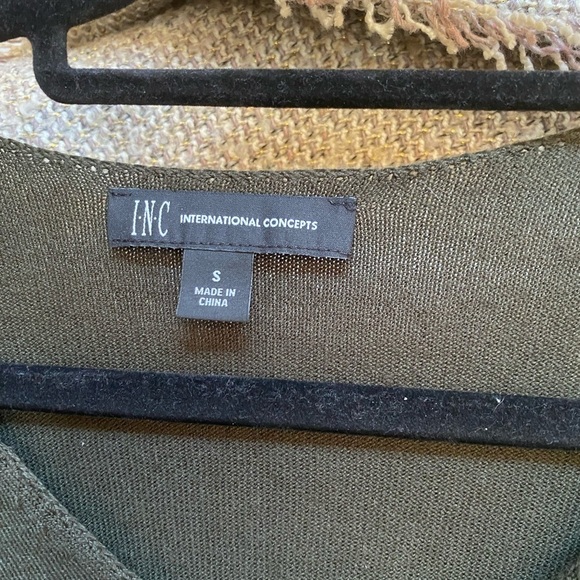 I·N·C INTERNATIONAL CONCEPTS
S
MADE IN
CHINA